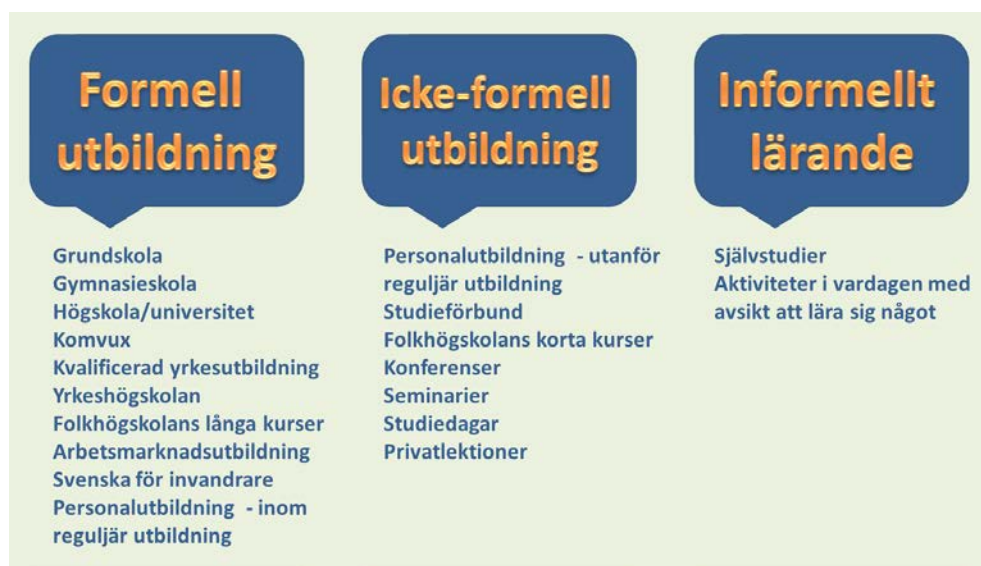 Formell
utbildning
Grundskola
Gymnasieskola
Högskola/universitet
Komvux
Kvalificerad yrkesutbildning
Yrkeshögskolan
Folkhögskolans långa kurser
Arbetsmarknadsutbildning
Svenska för invandrare
Personalutbildning - inom
reguljär utbildning
Icke-formell
utbildning
Personalutbildning - utanför
reguljär utbildning
Studieförbund
Folkhögskolans korta kurser
Konferenser
Seminarier
Studiedagar
Privatlektioner
Informellt
lärande
Självstudier
Aktiviteter i vardagen med
avsikt att lära sig något